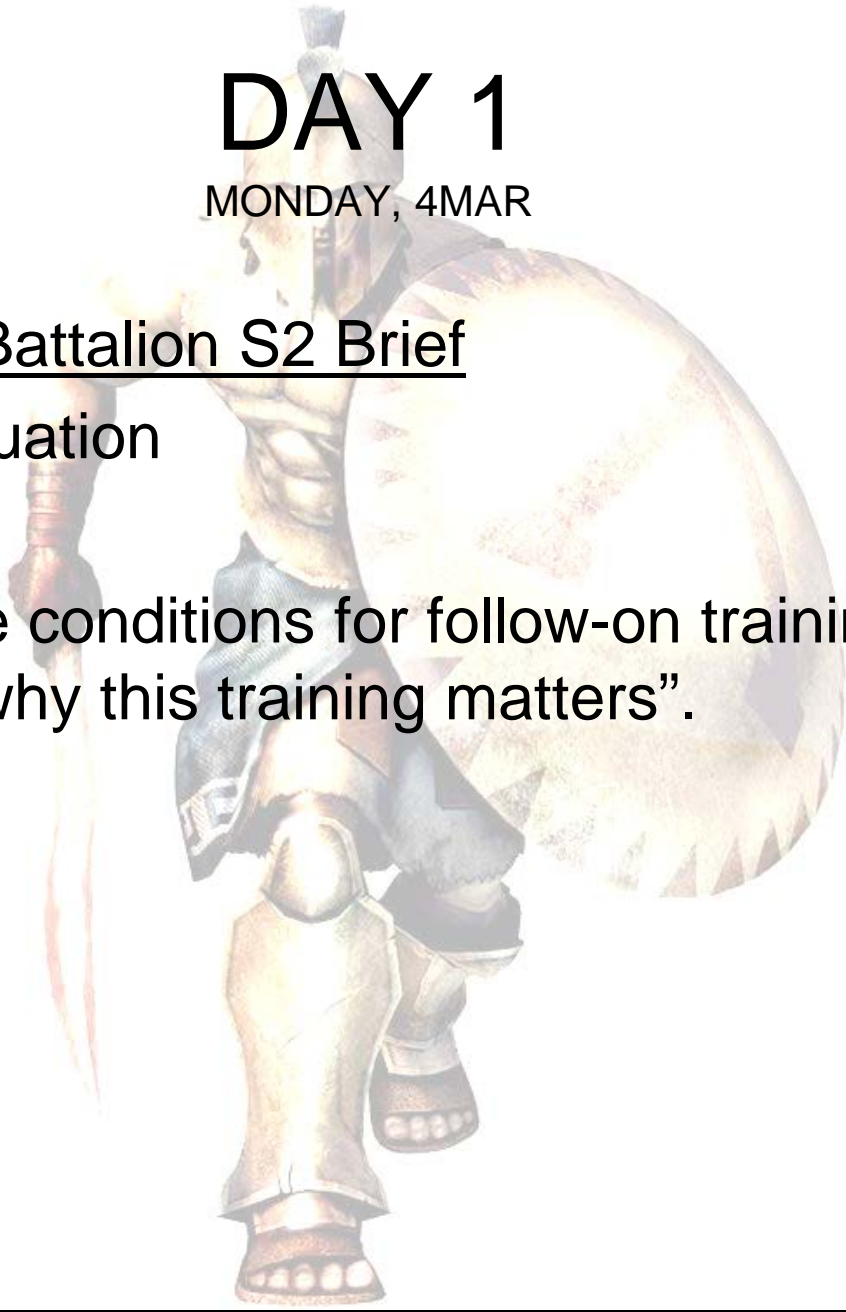 DAY 1
MONDAY, 4MAR
Battalion S2 Brief
uation
e conditions for follow-on trainin
why this training matters”.